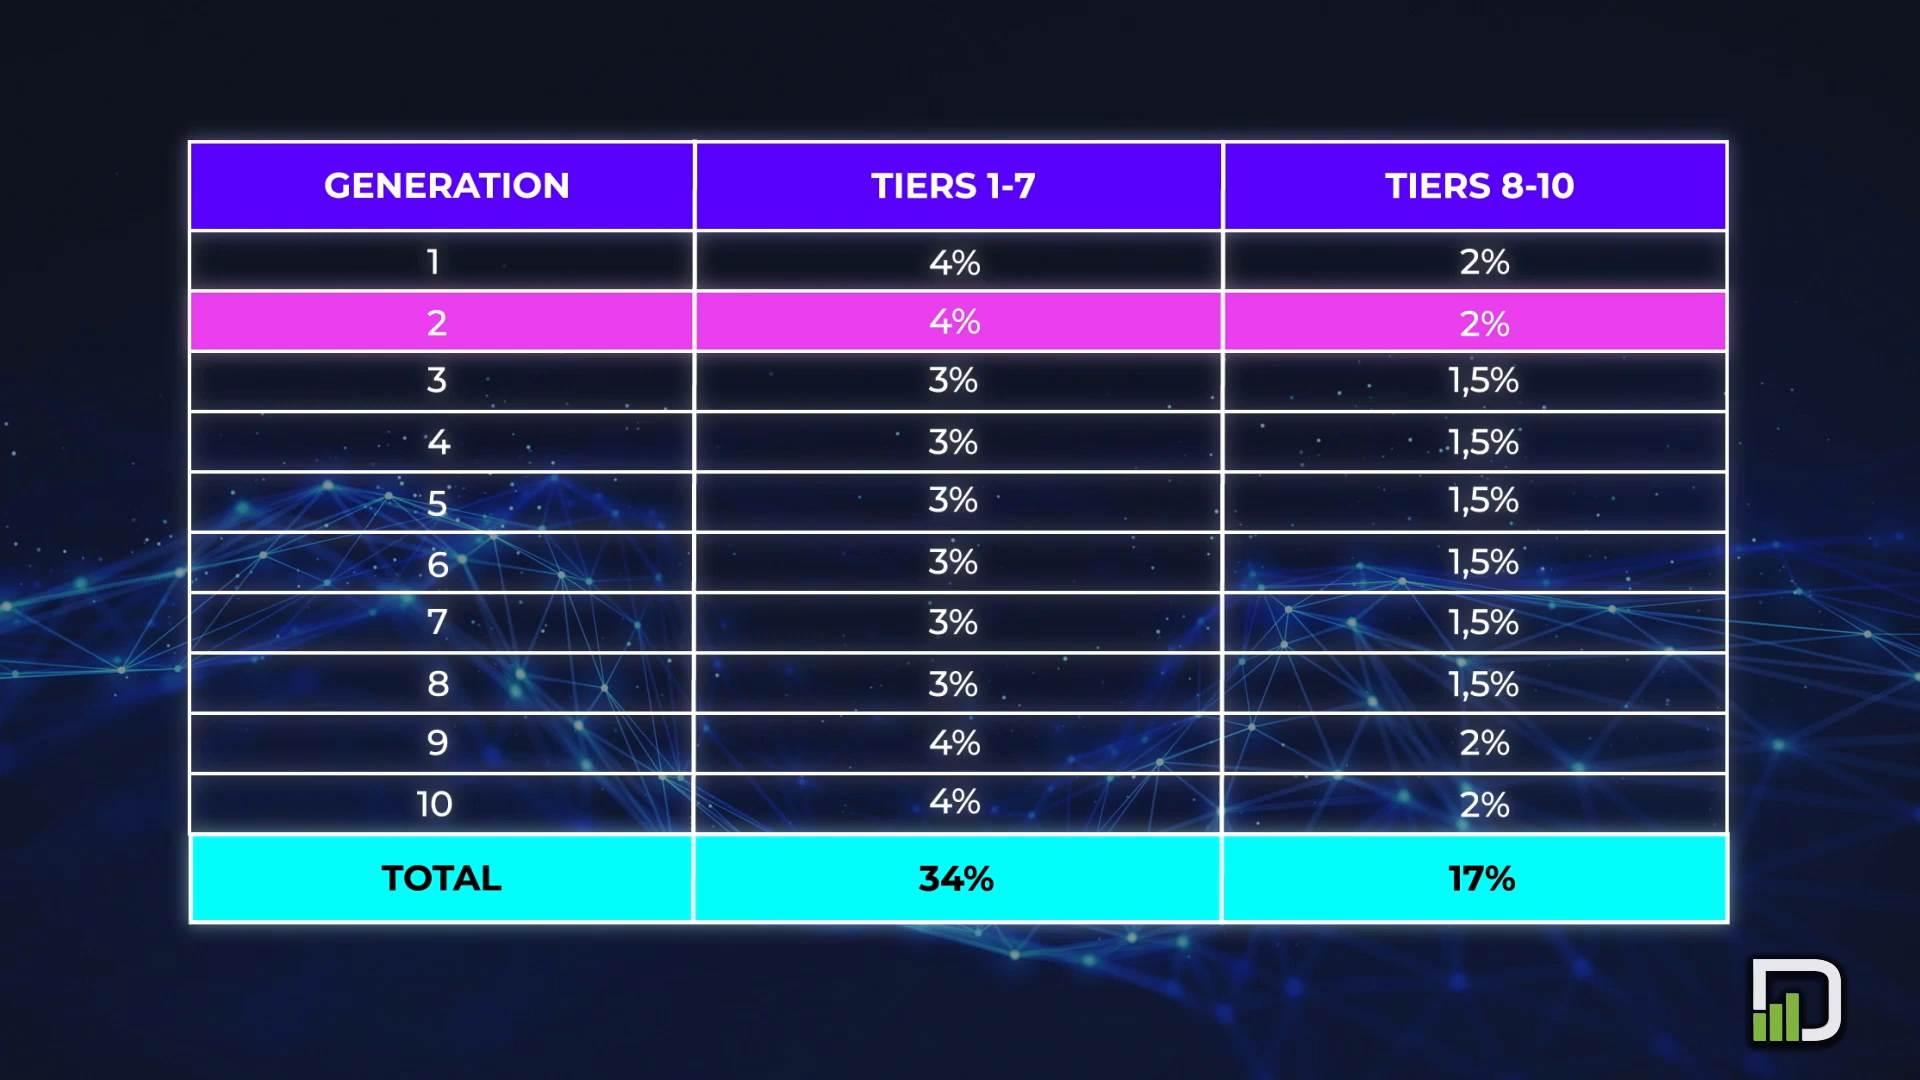 GENERATION TIERS 1-7 TIERS 8-10
1 4% 2%
2 4% 2%
3 3% 1,5%
4 3% 1,5%
5 3% 1,5%
6 3% 1,5%
7 3% 1,5%
8 3% 1,5%
9 4% 2%
10 4% 2%
TOTAL 34% 17%